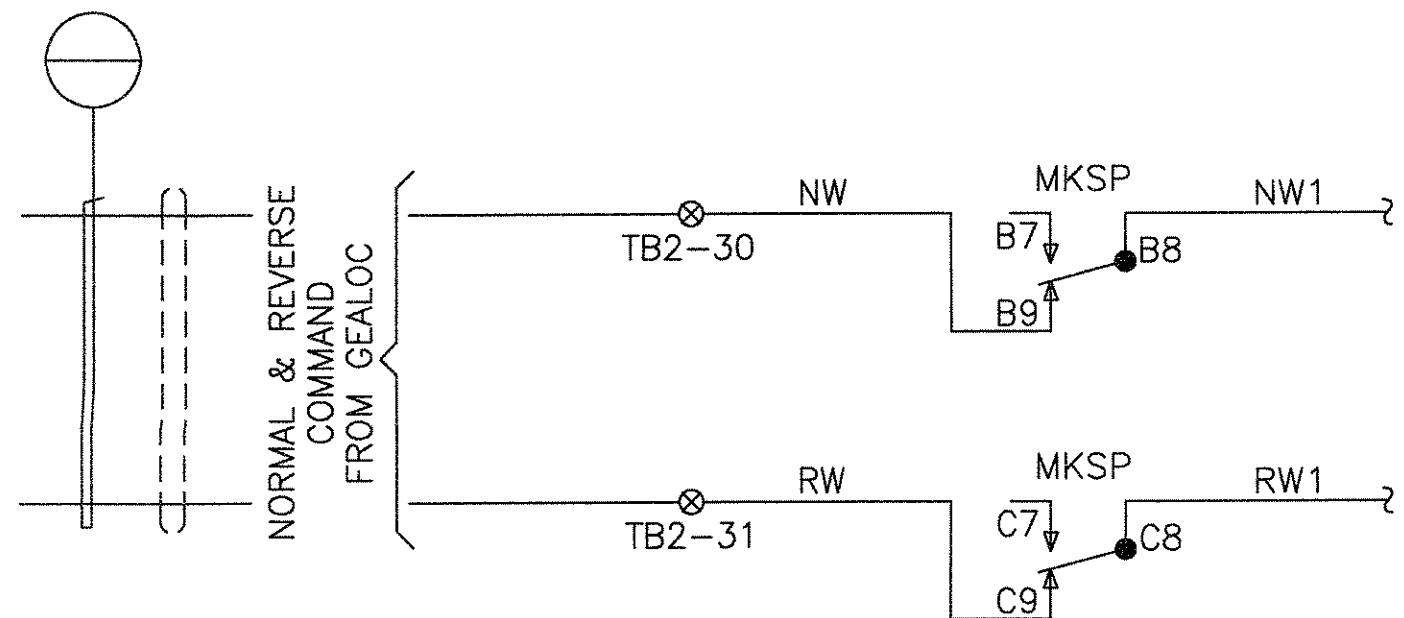 NORMAL & REVERSE
COMMAND
FROM GEALOC
NW
MKSP
NW1
TB2-30
B7
B8
B9
RW
MKSP
RW1
TB2-31
C7
C8
C9